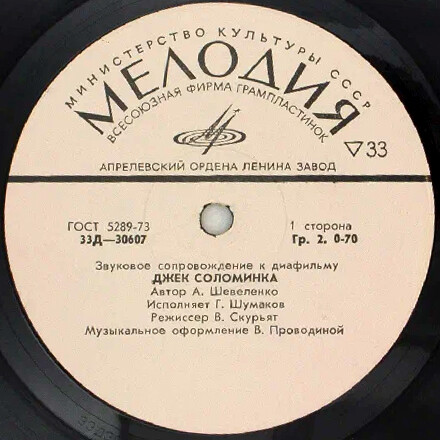 МИНИСТЕРСТВО КУЛЬТУРЫ СССР
МЕЛОДИЯ
ВСЕСОЮЗНАЯ ФИРМА ГРАМПЛАСТИНОК
▽33
АПРЕЛЕВСКИЙ ОРДЕНА ЛЕНИНА ЗАВОД
ГОСТ 5289-73
33Д—30607
1 сторона
Гр. 2. 0-70
Звуковое сопровождение к диафильму
ДЖЕК СОЛОМИНКА
Автор А. Шевеленко
Исполняет Г. Шумаков
Режиссер В. Скурьят
Музыкальное оформление В. Проводиной